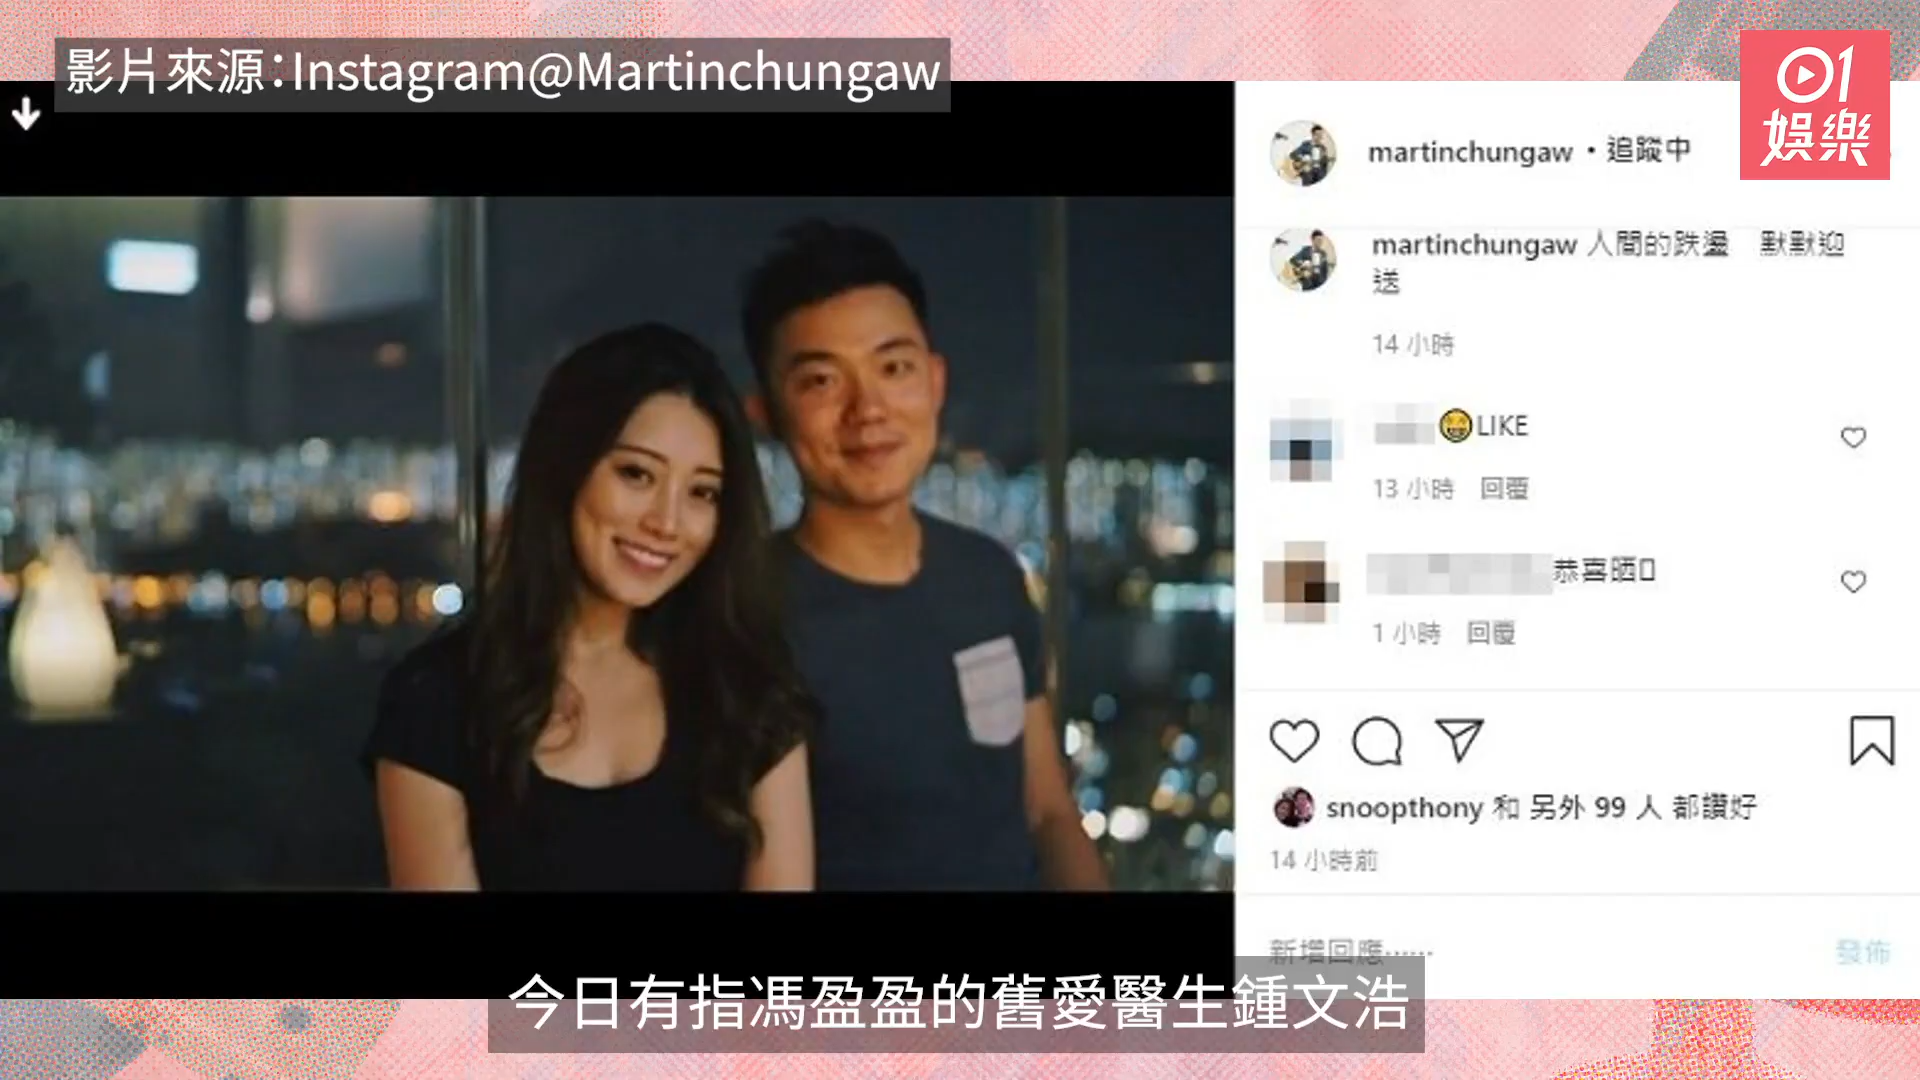 影片來源:Instagram@Martinchungaw
01
娛樂
martinchungaw • 追蹤中
martinchungaw 人間的跌盪　默默迎
送
14 小時
LIKE
13 小時　回覆
恭喜晒
1 小時　回覆
snoopthony 和 另外 99 人 都讚好
14 小時前
新增回應……
發佈
今日有指馮盈盈的舊愛醫生鍾文浩